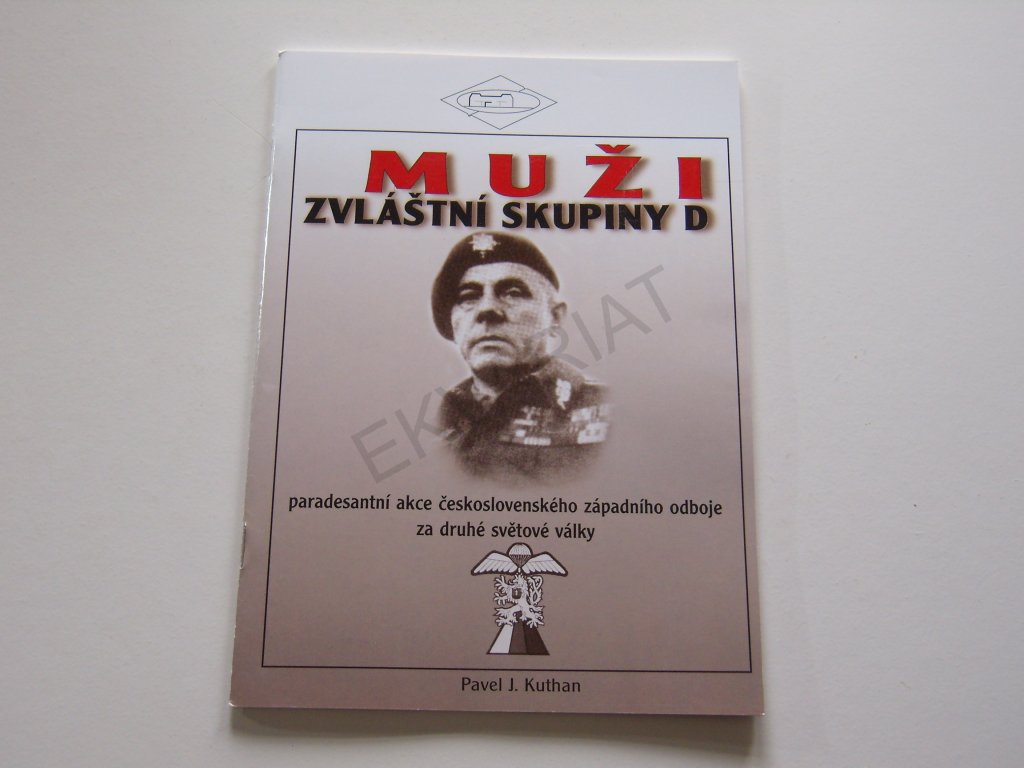 MUŽI
ZVLÁŠTNÍ SKUPINY D
paradesantní akce československého západního odboje
za druhé světové války
Pavel J. Kuthan